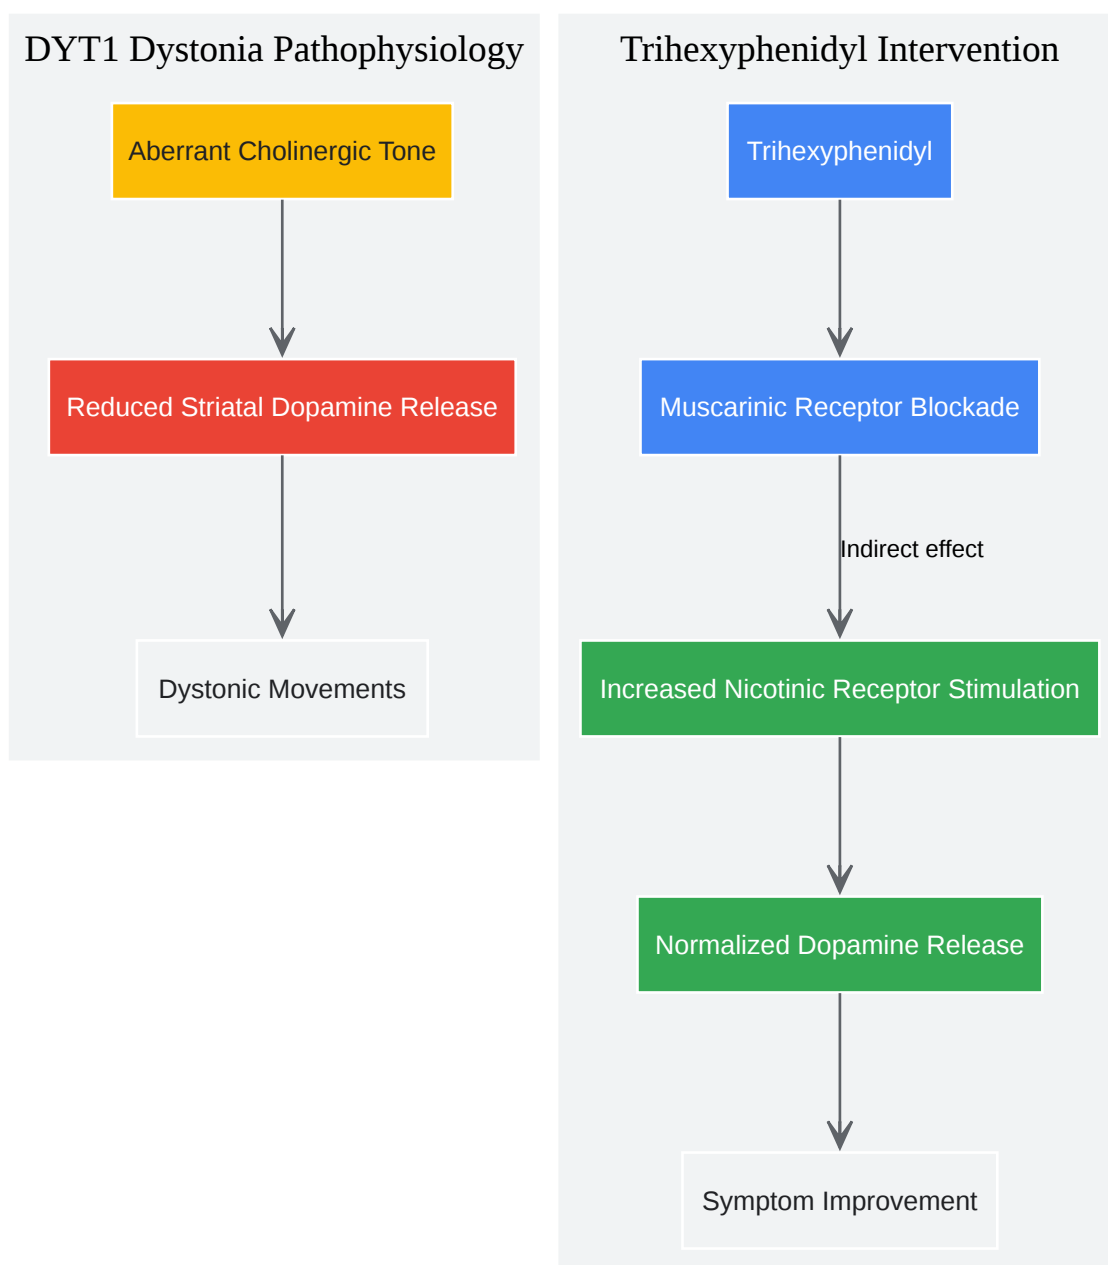 DYT1 Dystonia Pathophysiology
Aberrant Cholinergic Tone
Reduced Striatal Dopamine Release
Dystonic Movements
Trihexyphenidyl Intervention
Trihexyphenidyl
Muscarinic Receptor Blockade
Indirect effect
Increased Nicotinic Receptor Stimulation
Normalized Dopamine Release
Symptom Improvement